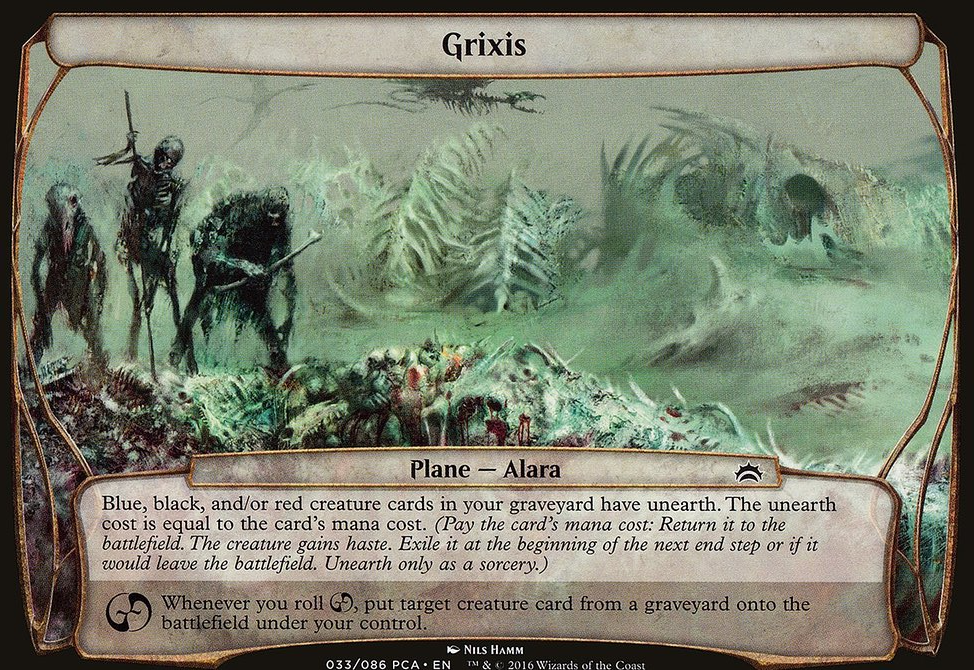 Grixis
Plane — Alara
Blue, black, and/or red creature cards in your graveyard have unearth. The unearth
cost is equal to the card's mana cost. (Pay the card's mana cost: Return it to the
battlefield. The creature gains haste. Exile it at the beginning of the next end step or if it
would leave the battlefield. Unearth only as a sorcery.)
Whenever you roll , put target creature card from a graveyard onto the
battlefield under your control.
Nils Hamm
033/086 PCA • EN ™ & © 2016 Wizards of the Coast